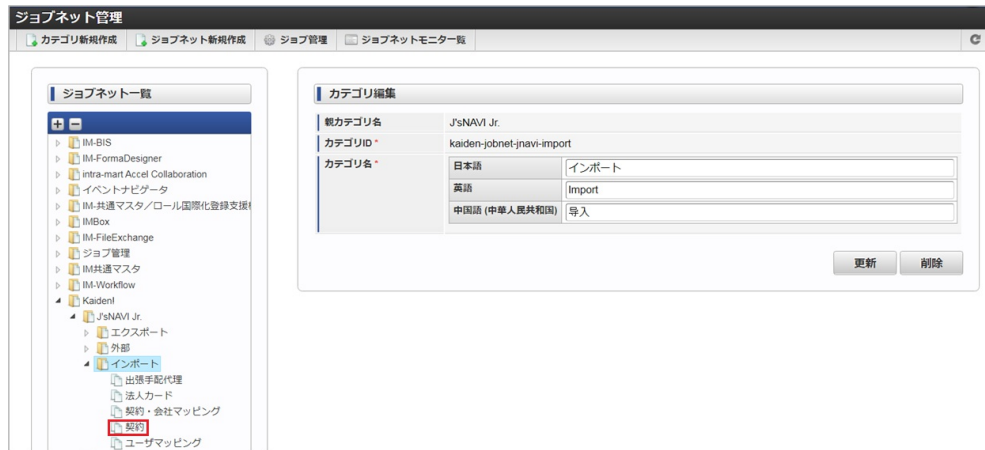 ジョブネット管理
カテゴリ新規作成 ジョブネット新規作成 ジョブ管理 ジョブネットモニター覧
ジョブネット一覧
IM-BIS
IM-FormaDesigner
intra-mart Accel Collaboration
イベントナビゲータ
IM-共通マスタ/ロール国際化登録支援
IMBox
IM-FileExchange
ジョブ管理
IM共通マスタ
IM-Workflow
Kaiden!
J'sNAVI Jr.
エクスポート
外部
インポート
出張手配代理
法人カード
契約・会社マッピング
契約
ユーザマッピング
カテゴリ編集
親カテゴリ名 J'sNAVI Jr.
カテゴリID * kaiden-jobnet-jnavi-import
カテゴリ名 * 日本語 インポート
英語 Import
中国語 (中華人民共和国) 导入
更新 削除